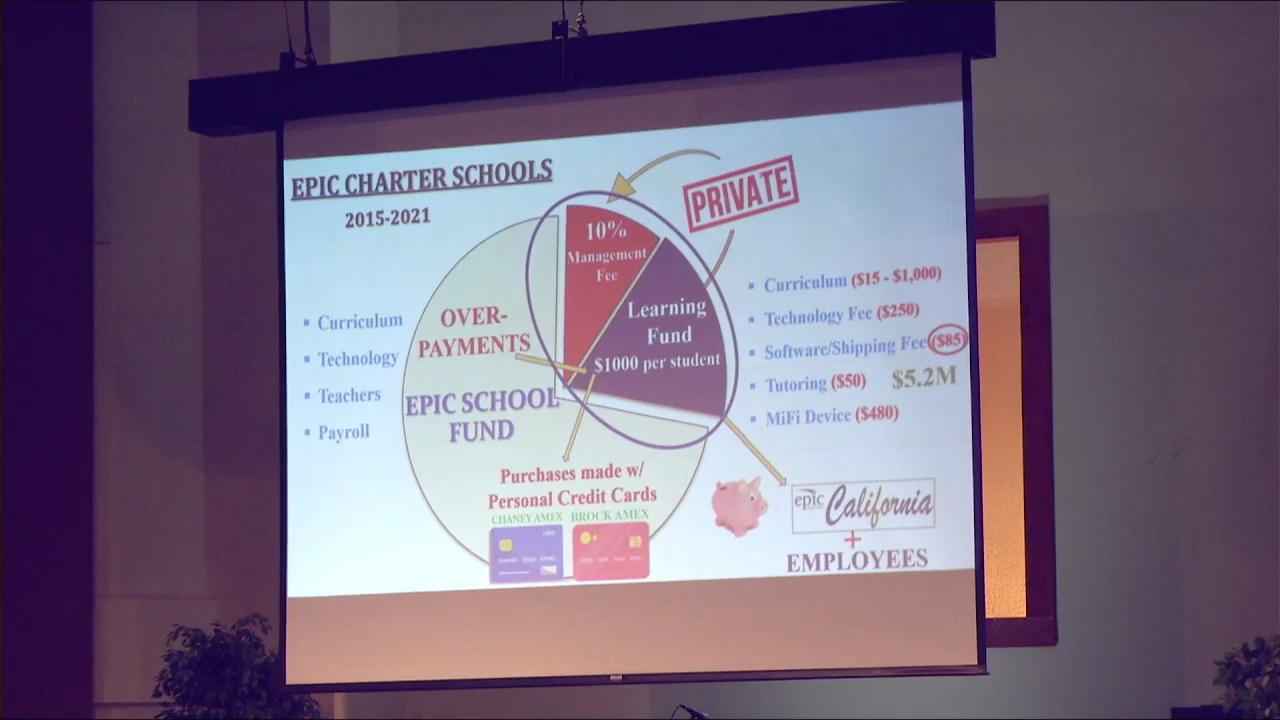 EPIC CHARTER SCHOOLS
2015-2021
PRIVATE
10%
Management
Fee
Learning
Fund
$1000 per student
OVER-
PAYMENTS
EPIC SCHOOL
FUND
Curriculum
Technology
Teachers
Payroll
Curriculum ($15 - $1,000)
Technology Fee ($250)
Software/Shipping Fee ($85)
Tutoring ($50) $5.2M
MiFi Device ($480)
Purchases made w/
Personal Credit Cards
CHANEY AMEX BROCK AMEX
epic California
+
EMPLOYEES